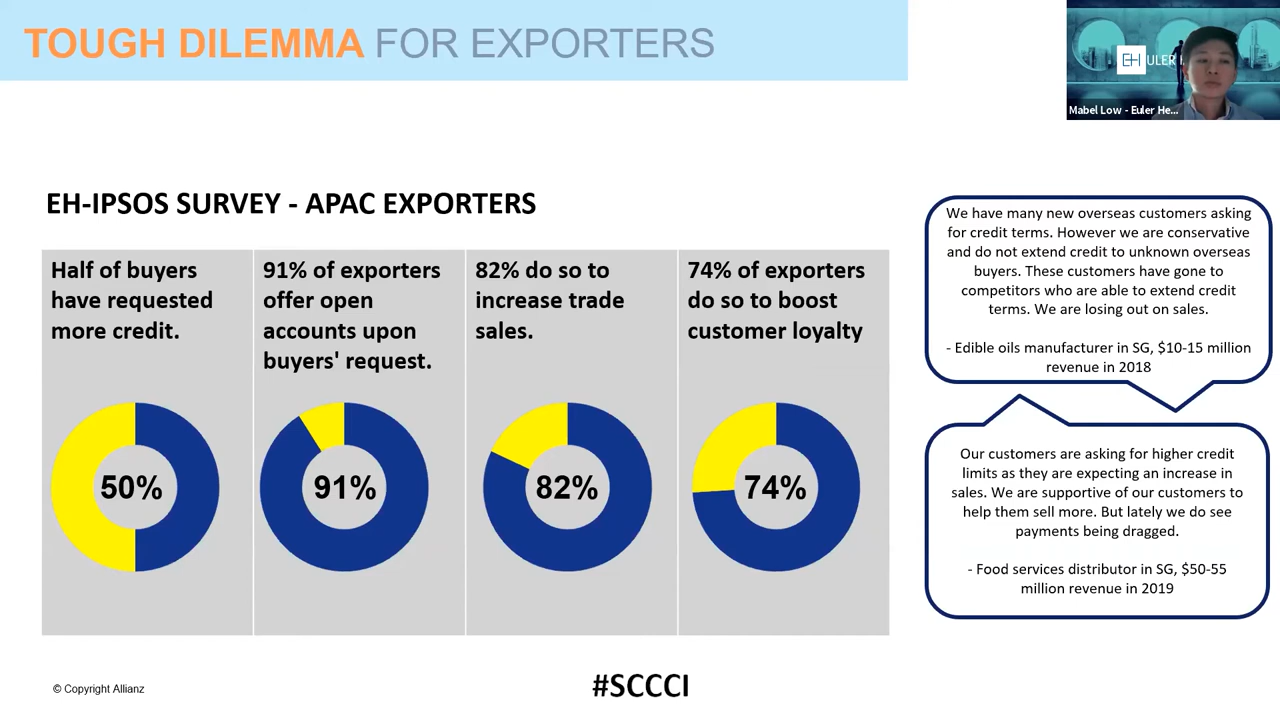 TOUGH DILEMMA FOR EXPORTERS
EH
ULER
Mabel Low - Euler He...
EH-IPSOS SURVEY - APAC EXPORTERS
Half of buyers
have requested
more credit.
50%
91% of exporters
offer open
accounts upon
buyers' request.
91%
82% do so to
increase trade
sales.
82%
74% of exporters
do so to boost
customer loyalty
74%
We have many new overseas customers asking
for credit terms. However we are conservative
and do not extend credit to unknown overseas
buyers. These customers have gone to
competitors who are able to extend credit
terms. We are losing out on sales.
- Edible oils manufacturer in SG, $10-15 million
revenue in 2018
Our customers are asking for higher credit
limits as they are expecting an increase in
sales. We are supportive of our customers to
help them sell more. But lately we do see
payments being dragged.
- Food services distributor in SG, $50-55
million revenue in 2019
© Copyright Allianz
#SCCCI